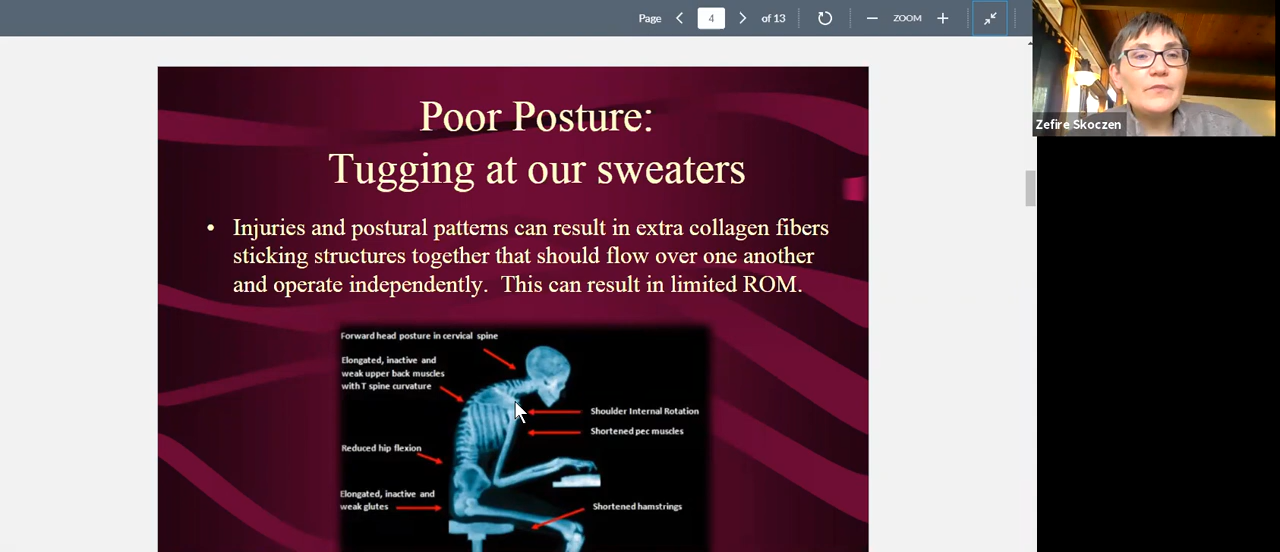 Page 4 of 13 ZOOM
Zefire Skoczen
Poor Posture:
Tugging at our sweaters
• Injuries and postural patterns can result in extra collagen fibers
sticking structures together that should flow over one another
and operate independently. This can result in limited ROM.
Forward head posture in cervical spine
Elongated, inactive and
weak upper back muscles
with T spine curvature
Shoulder Internal Rotation
Shortened pec muscles
Reduced hip flexion
Elongated, inactive and
weak glutes
Shortened hamstrings